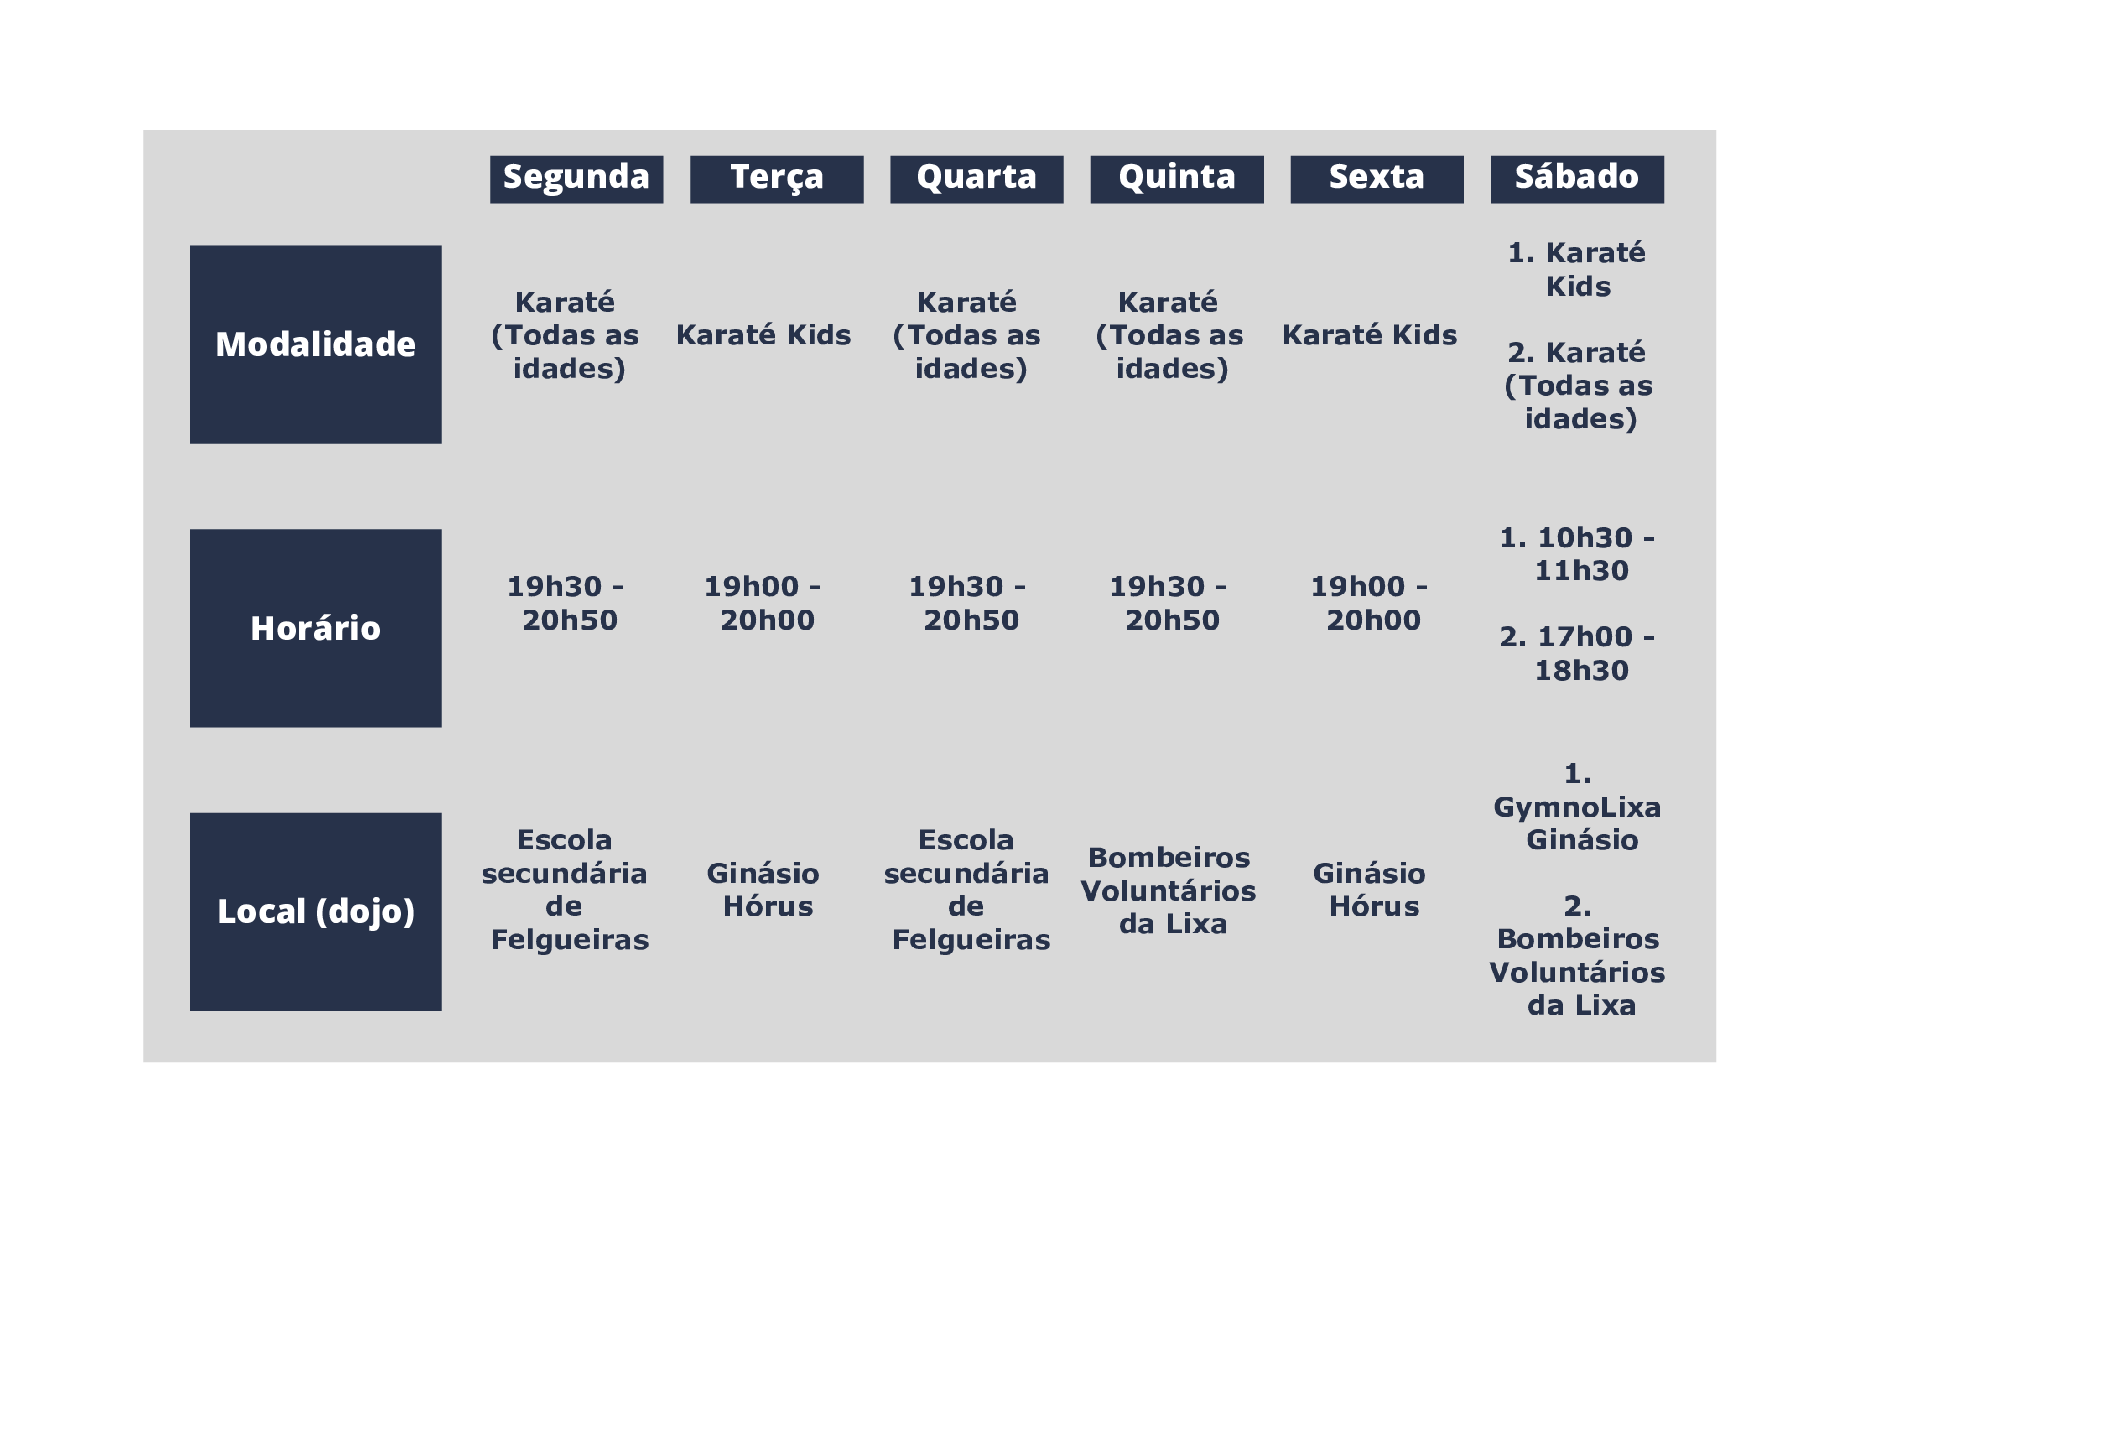 Segunda
Terça
Quarta
Quinta
Sexta
Sábado
Modalidade
Karaté
(Todas as
idades)
Karaté Kids
Karaté
(Todas as
idades)
Karaté
(Todas as
idades)
Karaté Kids
1. Karaté
Kids
2. Karaté
(Todas as
idades)
Horário
19h30 -
20h50
19h00 -
20h00
19h30 -
20h50
19h30 -
20h50
19h00 -
20h00
1. 10h30 -
11h30
2. 17h00 -
18h30
Local (dojo)
Escola
secundária
de
Felgueiras
Ginásio
Hórus
Escola
secundária
de
Felgueiras
Bombeiros
Voluntários
da Lixa
Ginásio
Hórus
1.
GymnoLixa
Ginásio
2.
Bombeiros
Voluntários
da Lixa